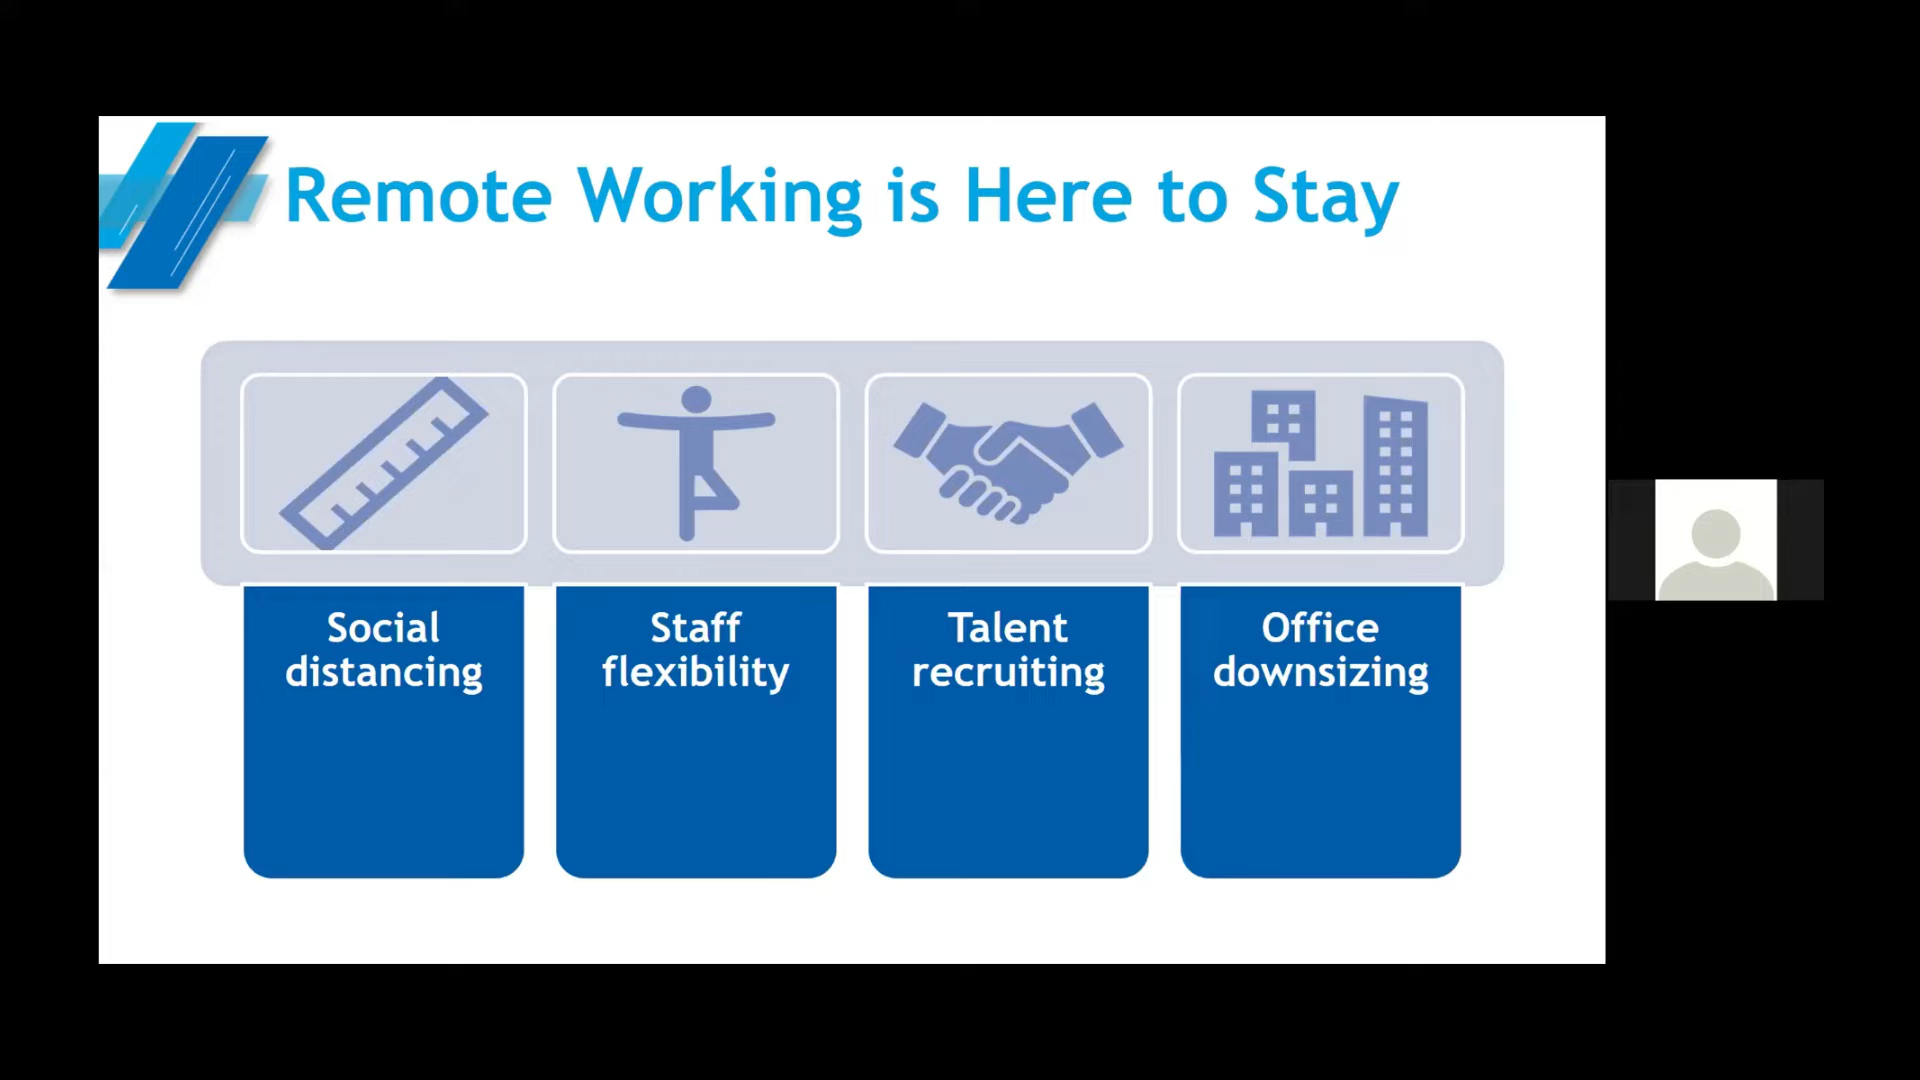 Remote Working is Here to Stay
Social
distancing
Staff
flexibility
Talent
recruiting
Office
downsizing